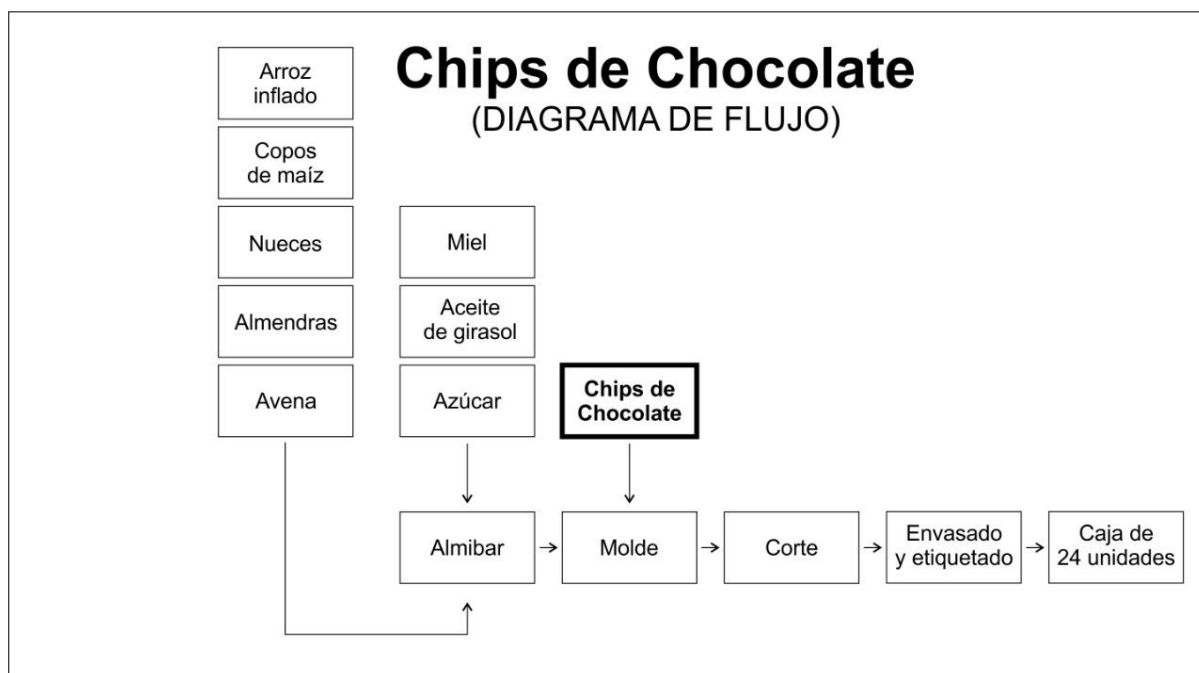 Chips de Chocolate
(DIAGRAMA DE FLUJO)
Arroz
inflado
Copos
de maíz
Nueces
Almendras
Avena
Miel
Aceite
de girasol
Azúcar
Chips de
Chocolate
Almibar
Molde
Corte
Envasado
y etiquetado
Caja de
24 unidades